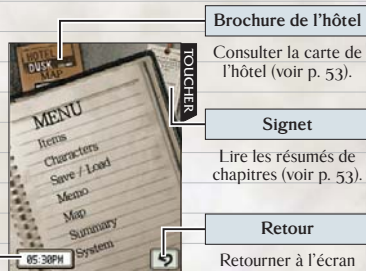 Brochure de l'hôtel
Consulter la carte de
l'hôtel (voir p. 53).
HOTEL
DUSK
MAP
TOUCHER
MENU
Items
Characters
Save / Load
Memo
Map
Summary
System
05:30PM
Signet
Lire les résumés de
chapitres (voir p. 53).
Retour
Retourner à l'écran